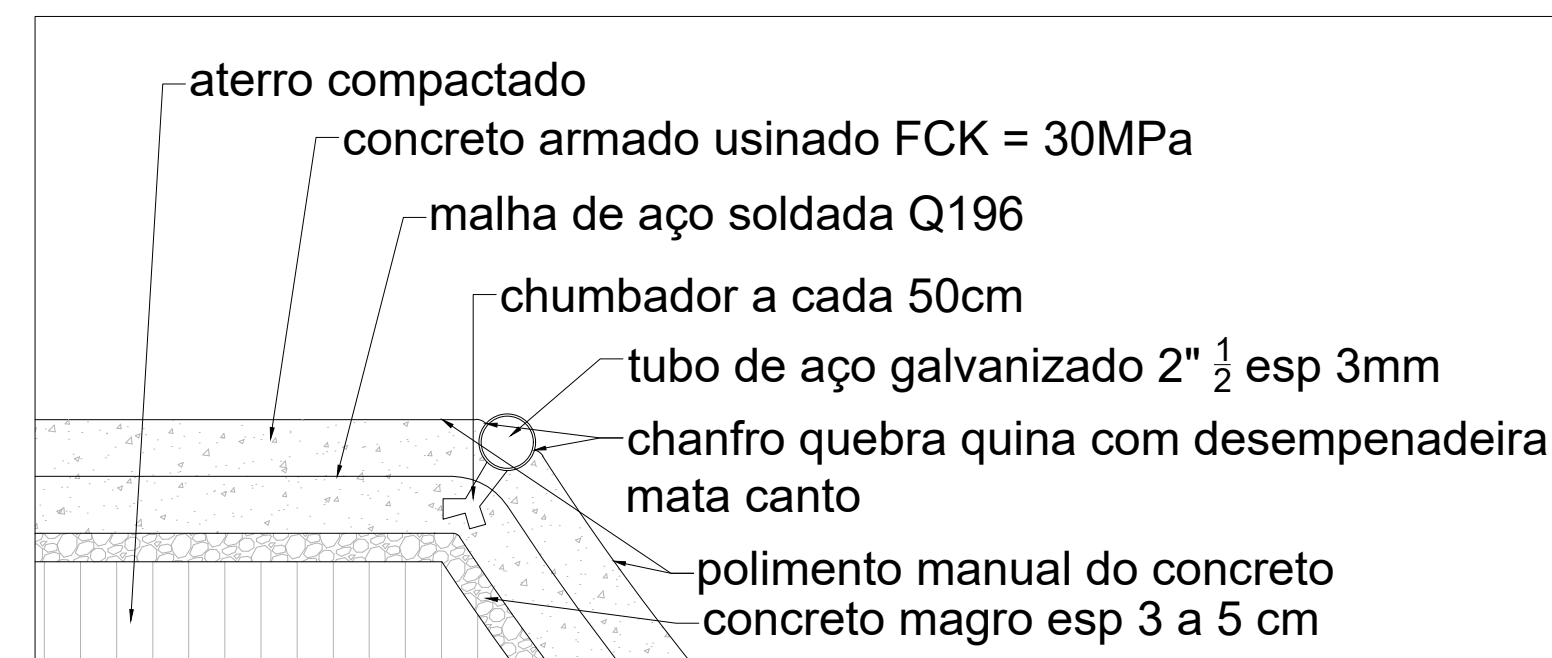 aterro compactado
concreto armado usinado FCK = 30MPa
malha de aço soldada Q196
chumbador a cada 50cm
tubo de aço galvanizado 2" 1/2 esp 3mm
chanfro quebra quina com desempenadeira
mata canto
polimento manual do concreto
concreto magro esp 3 a 5 cm